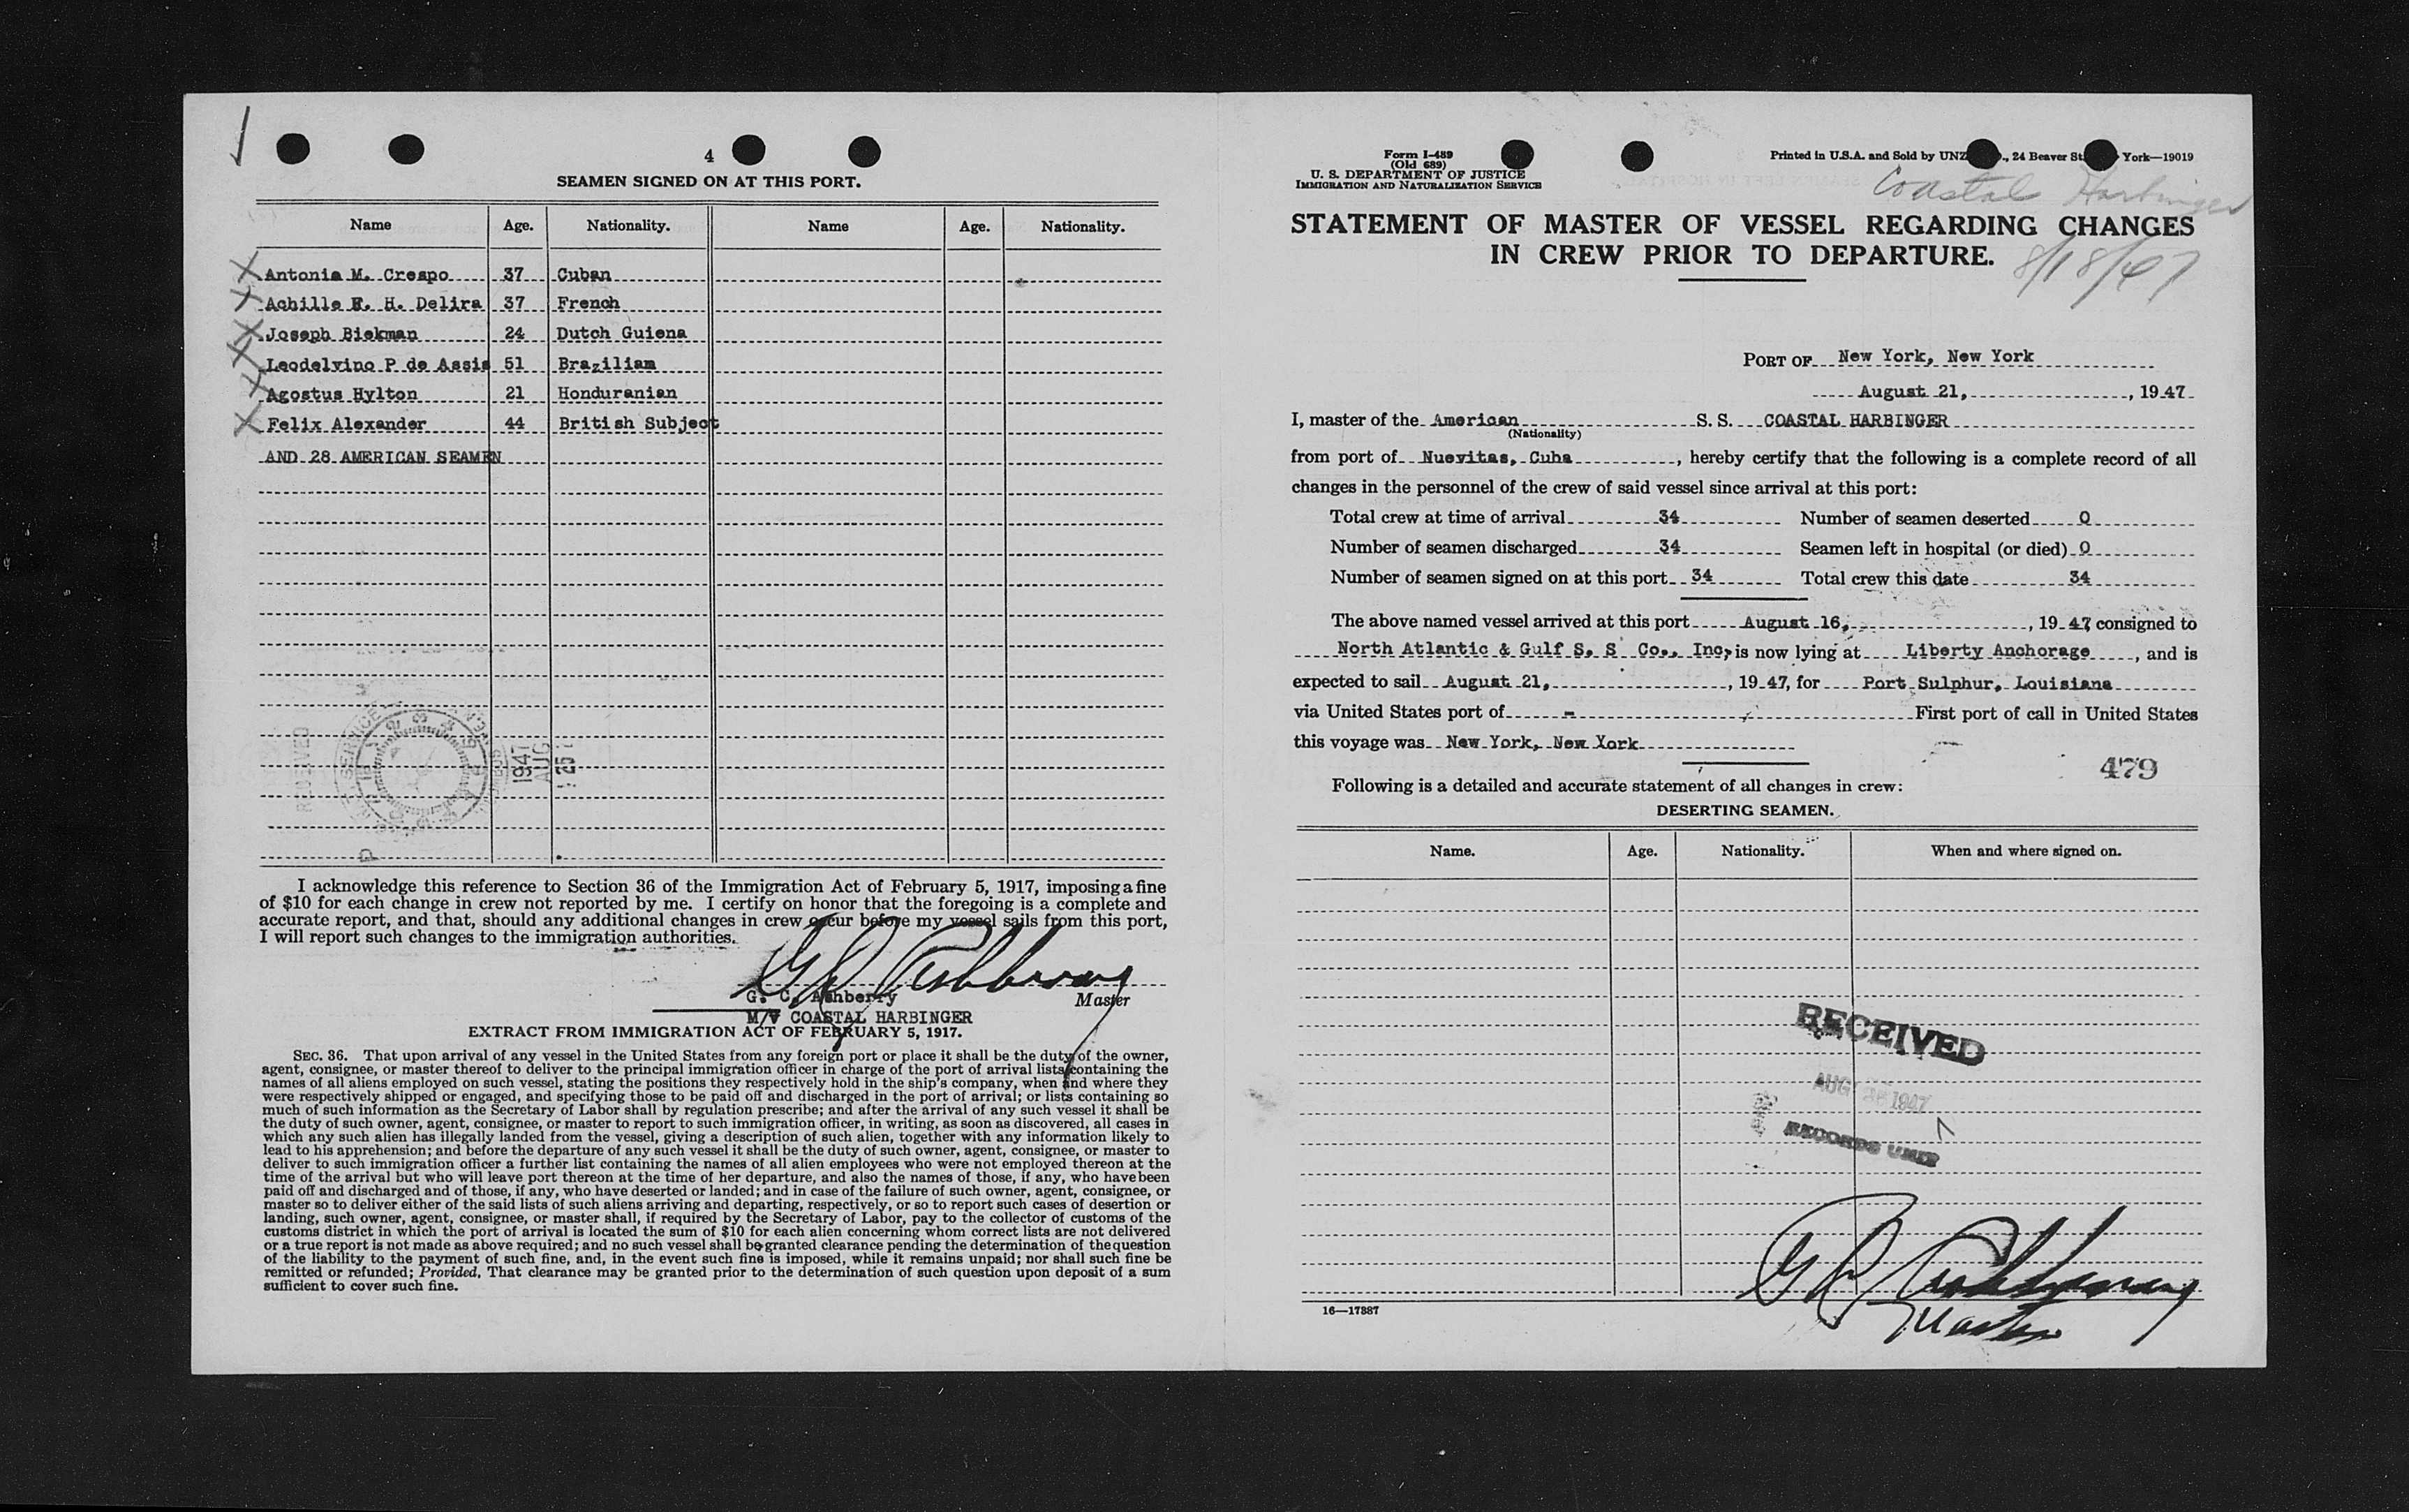 4
SEAMEN SIGNED ON AT THIS PORT.
Name Age. Nationality. Name Age. Nationality.
Antonia M. Crespo 37 Cuban
Achille E. H. Delira 37 French
Joseph Biekman 24 Dutch Guiena
Leodelvino P de Assis 51 Braziliam
Agostus Hylton 21 Honduranian
Felix Alexander 44 British Subject
AND 28 AMERICAN SEAMEN
RECEIVED
1947
AUG
25
I acknowledge this reference to Section 36 of the Immigration Act of February 5, 1917, imposing a fine
of $10 for each change in crew not reported by me. I certify on honor that the foregoing is a complete and
accurate report, and that, should any additional changes in crew occur before my vessel sails from this port,
I will report such changes to the immigration authorities.
G. C. Ashberry Master
M/V COASTAL HARBINGER
EXTRACT FROM IMMIGRATION ACT OF FEBRUARY 5, 1917.
SEC. 36. That upon arrival of any vessel in the United States from any foreign port or place it shall be the duty of the owner,
agent, consignee, or master thereof to deliver to the principal immigration officer in charge of the port of arrival lists containing the
names of all aliens employed on such vessel, stating the positions they respectively hold in the ship's company, when and where they
were respectively shipped or engaged, and specifying those to be paid off and discharged in the port of arrival; or lists containing so
much of such information as the Secretary of Labor shall by regulation prescribe; and after the arrival of any such vessel it shall be
the duty of such owner, agent, consignee, or master to report to such immigration officer, in writing, as soon as discovered, all cases in
which any such alien has illegally landed from the vessel, giving a description of such alien, together with any information likely to
lead to his apprehension; and before the departure of any such vessel it shall be the duty of such owner, agent, consignee, or master to
deliver to such immigration officer a further list containing the names of all alien employees who were not employed thereon at the
time of the arrival but who will leave port thereon at the time of her departure, and also the names of those, if any, who have been
paid off and discharged and of those, if any, who have deserted or landed; and in case of the failure of such owner, agent, consignee, or
master so to deliver either of the said lists of such aliens arriving and departing, respectively, or so to report such cases of desertion or
landing, such owner, agent, consignee, or master shall, if required by the Secretary of Labor, pay to the collector of customs of the
customs district in which the port of arrival is located the sum of $10 for each alien concerning whom correct lists are not delivered
or a true report is not made as above required; and no such vessel shall be granted clearance pending the determination of the question
of the liability to the payment of such fine, and, in the event such fine is imposed, while it remains unpaid; nor shall such fine be
remitted or refunded; Provided, That clearance may be granted prior to the determination of such question upon deposit of a sum
sufficient to cover such fine.
Form I-489
(Old 689)
U. S. DEPARTMENT OF JUSTICE
IMMIGRATION AND NATURALIZATION SERVICE
Printed in U.S.A. and Sold by UNZ ., 24 Beaver St. York—19019
Coastal Harbinger
STATEMENT OF MASTER OF VESSEL REGARDING CHANGES
IN CREW PRIOR TO DEPARTURE.
8/18/47
PORT OF New York, New York
August 21, , 1947
I, master of the American S. S. COASTAL HARBINGER
(Nationality)
from port of Nuevitas, Cuba , hereby certify that the following is a complete record of all
changes in the personnel of the crew of said vessel since arrival at this port:
Total crew at time of arrival 34 Number of seamen deserted 0
Number of seamen discharged 34 Seamen left in hospital (or died) 0
Number of seamen signed on at this port 34 Total crew this date 34
The above named vessel arrived at this port August 16, , 1947 consigned to
North Atlantic & Gulf S. S Co., Inc, is now lying at Liberty Anchorage , and is
expected to sail August 21, , 1947, for Port Sulphur, Louisiana
via United States port of - First port of call in United States
this voyage was New York, New York
479
Following is a detailed and accurate statement of all changes in crew:
DESERTING SEAMEN.
Name. Age. Nationality. When and where signed on.
RECEIVED
AUG 1947
RECORDS UNIT
Master
16—17387